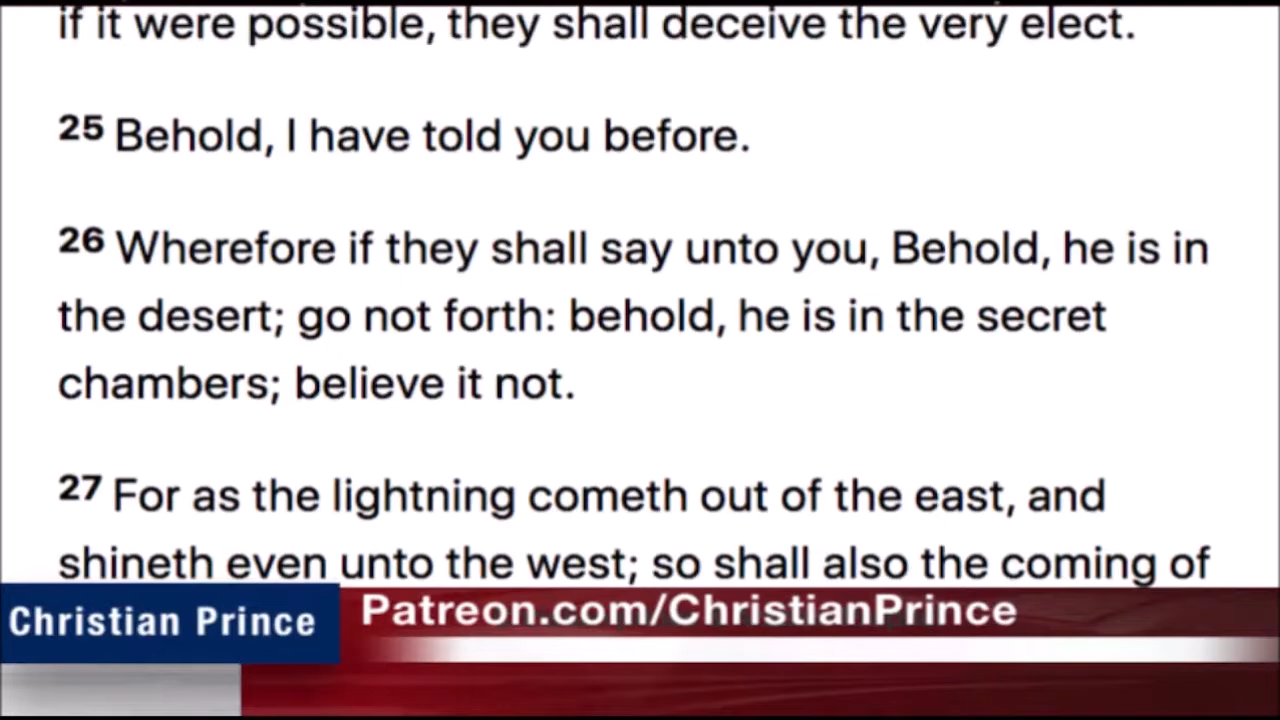 if it were possible, they shall deceive the very elect.
25 Behold, I have told you before.
26 Wherefore if they shall say unto you, Behold, he is in
the desert; go not forth: behold, he is in the secret
chambers; believe it not.
27 For as the lightning cometh out of the east, and
shineth even unto the west; so shall also the coming of
Christian Prince
Patreon.com/ChristianPrince